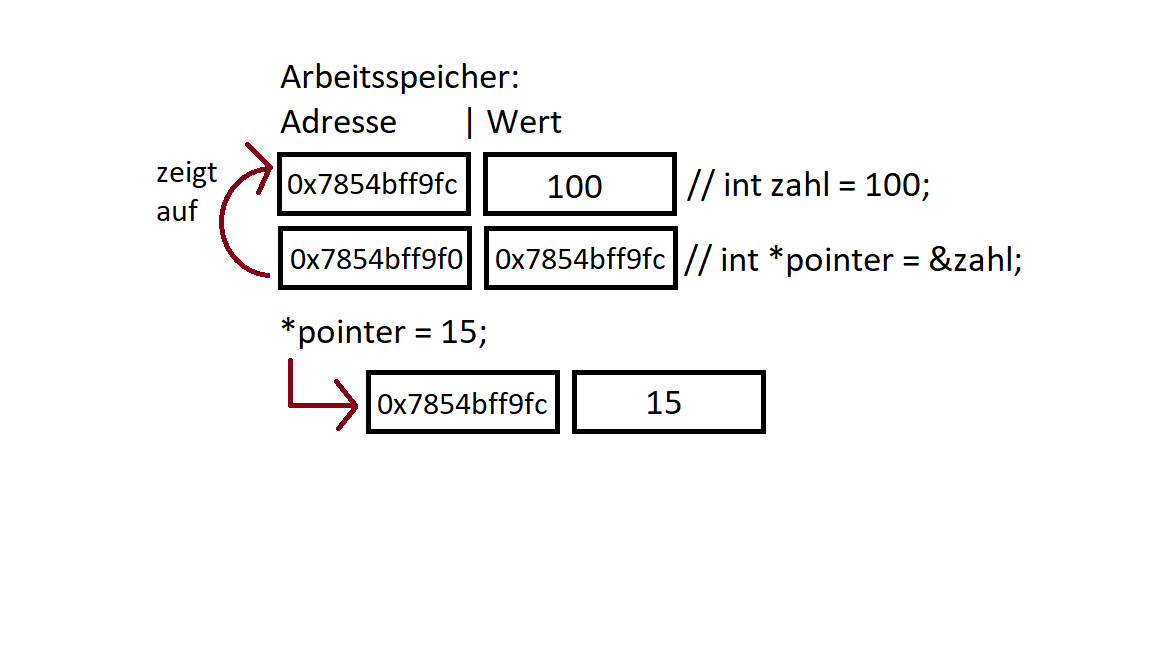 Arbeitsspeicher:
Adresse | Wert
zeigt
auf
0x7854bff9fc 100 // int zahl = 100;
0x7854bff9f0 0x7854bff9fc // int *pointer = &zahl;
*pointer = 15;
0x7854bff9fc 15